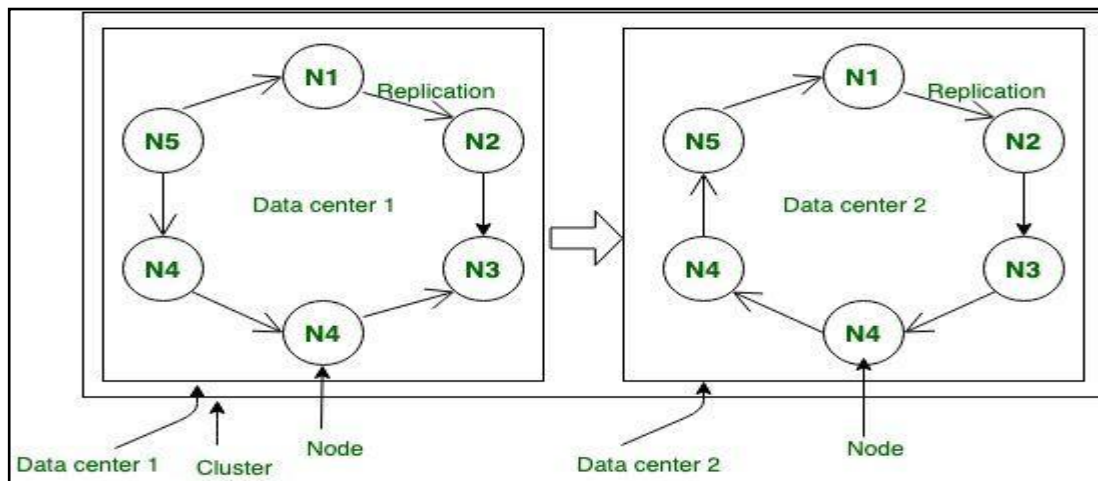 N1
Replication
N5
N2
Data center 1
N4
N3
N4
N1
Replication
N5
N2
Data center 2
N4
N3
N4
Data center 1
Cluster
Node
Data center 2
Node